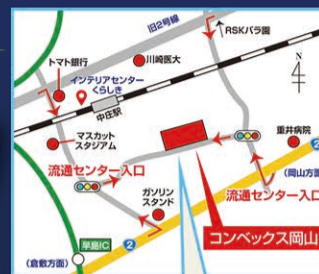 旧2号線
RSKバラ園
トマト銀行
川崎医大
4
インテリアセンター
くらしき
中庄駅
マスカット
スタジアム
重井病院
2
流通センター入口
(岡山方面)
ガソリン
スタンド
流通センター入口
コンベックス岡山
早島IC
2
(倉敷方面)